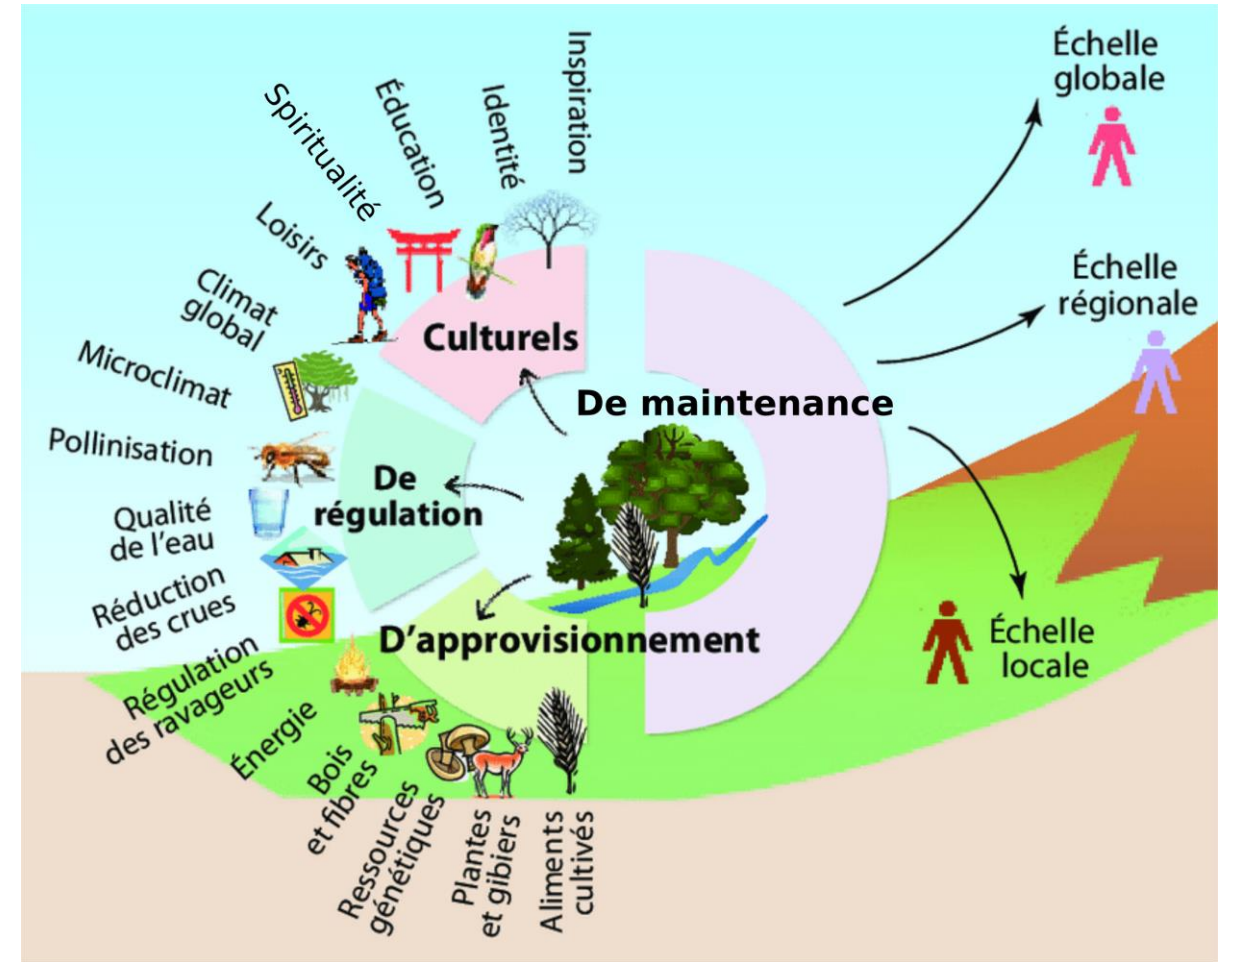 Inspiration
Identité
Éducation
Spiritualité
Loisirs
Climat
global
Microclimat
Pollinisation
Qualité
de l’eau
Réduction
des crues
Régulation
des ravageurs
Énergie
Bois
et fibres
Ressources
génétiques
Plantes
et gibiers
Aliments
cultivés
Culturels
De
régulation
D’approvisionnement
De maintenance
Échelle
globale
Échelle
régionale
Échelle
locale